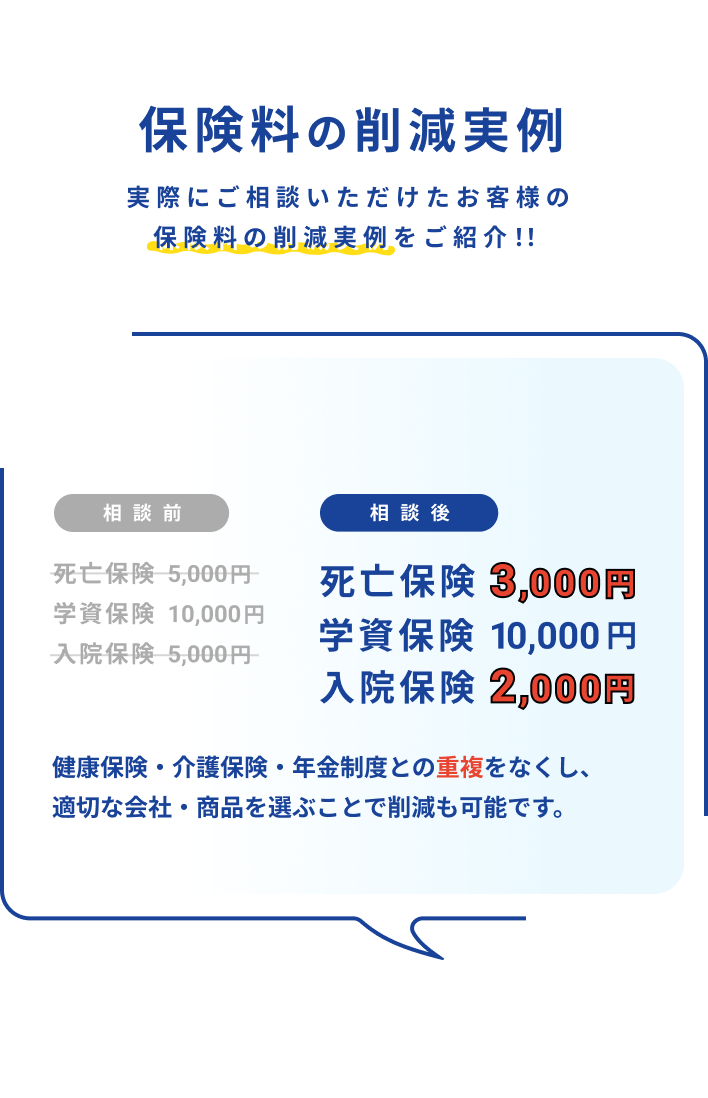 保険料の削減実例
実際にご相談いただけたお客様の
保険料の削減実例をご紹介!!
相談前
死亡保険 5,000円
学資保険 10,000円
入院保険 5,000円
相談後
死亡保険 3,000円
学資保険 10,000円
入院保険 2,000円
健康保険・介護保険・年金制度との重複をなくし、
適切な会社・商品を選ぶことで削減も可能です。